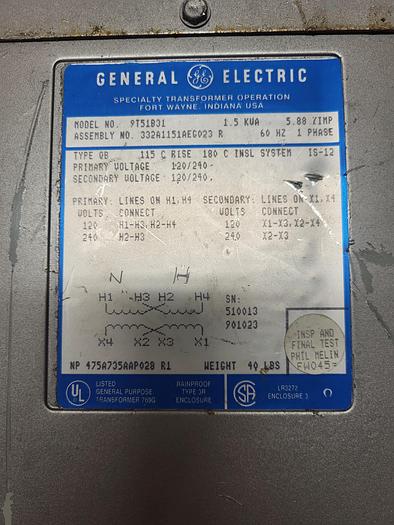 GENERAL GE ELECTRIC
SPECIALTY TRANSFORMER OPERATION
FORT WAYNE, INDIANA USA
MODEL NO. 9T51B31 1.5 KVA 5.88 %IMP
ASSEMBLY NO. 332A1151AEG023 R 60 HZ 1 PHASE
TYPE QB 115 C RISE 180 C INSL SYSTEM IS-12
PRIMARY VOLTAGE 120/240-
SECONDARY VOLTAGE 120/240-
PRIMARY: LINES ON H1,H4 SECONDARY: LINES ON-X1,X4
VOLTS CONNECT VOLTS CONNECT
120 H1-H3,H2-H4 120 X1-X3,X2-X4
240 H2-H3 240 X2-X3
N H
H1 H3 H2 H4
X4 X2 X3 X1
SN:
510013
901023
INSP AND
FINAL TEST
PHIL MELIN
FW045
NP 475A735AAP028 R1 WEIGHT 40 LBS
UL LISTED
GENERAL PURPOSE
TRANSFORMER 769G
RAINPROOF
TYPE 3R
ENCLOSURE
SA
LR3272
ENCLOSURE 3